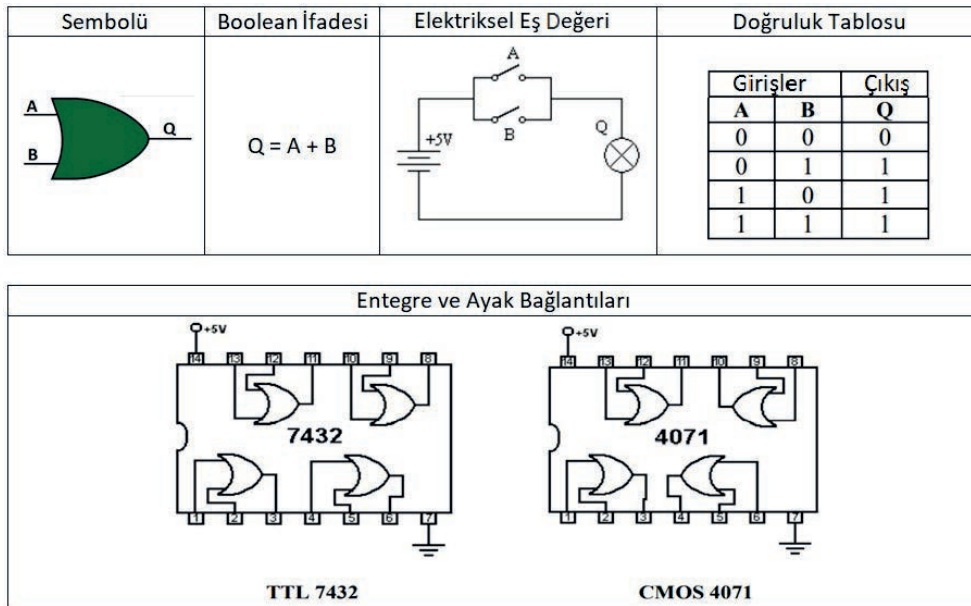 Sembolü
Boolean İfadesi
Elektriksel Eş Değeri
Doğruluk Tablosu
A
B
Q
Q = A + B
A
B
+5V
Q
Girişler Çıkış
A B Q
0 0 0
0 1 1
1 0 1
1 1 1
Entegre ve Ayak Bağlantıları
+5V
14 13 12 11 10 9 8
7432
1 2 3 4 5 6 7
TTL 7432
+5V
14 13 12 11 10 9 8
4071
1 2 3 4 5 6 7
CMOS 4071